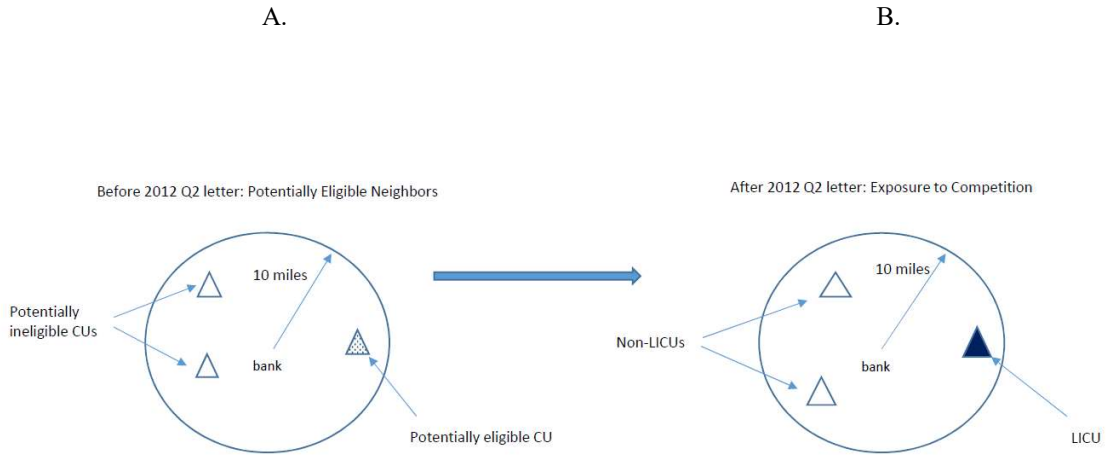 A.
B.
Before 2012 Q2 letter: Potentially Eligible Neighbors
After 2012 Q2 letter: Exposure to Competition
10 miles
10 miles
Potentially
ineligible CUs
Non-LICUs
bank
bank
Potentially eligible CU
LICU